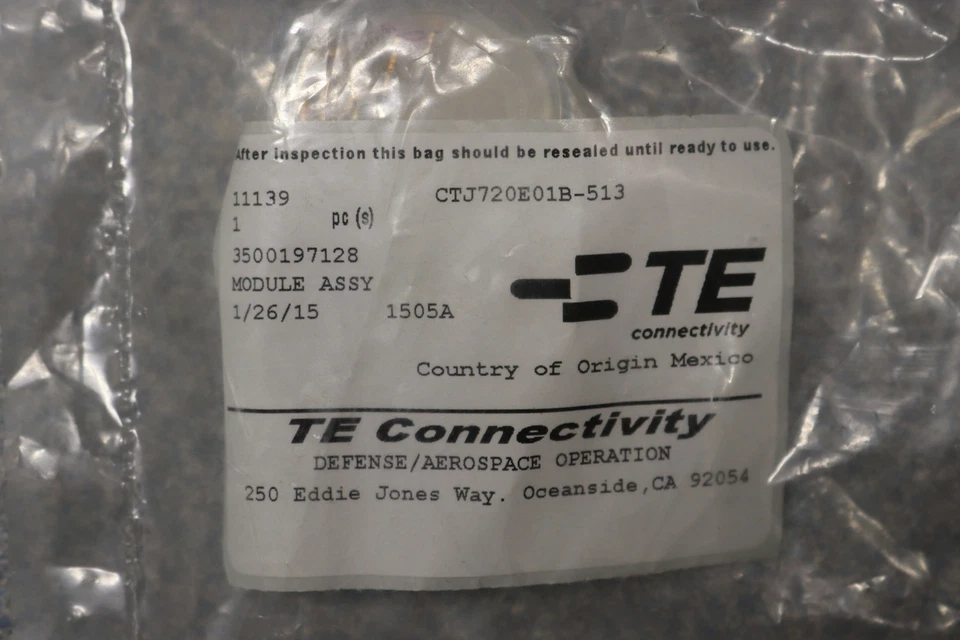 After inspection this bag should be resealed until ready to use.
11139 CTJ720E01B-513
1 pc(s)
3500197128
MODULE ASSY
1/26/15 1505A
TE
connectivity
Country of Origin Mexico
TE Connectivity
DEFENSE/AEROSPACE OPERATION
250 Eddie Jones Way. Oceanside,CA 92054